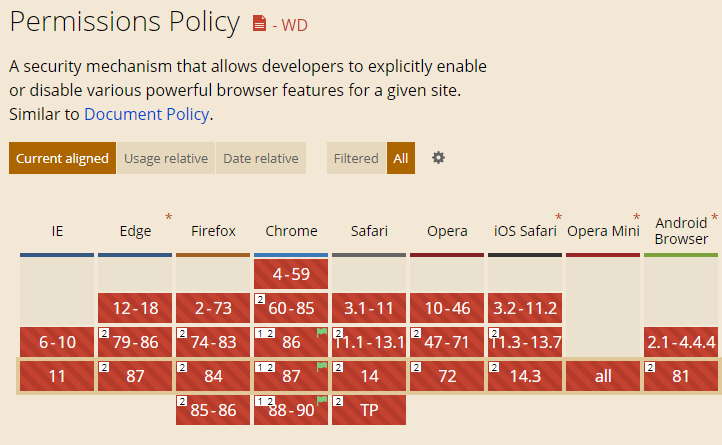 Permissions Policy - WD
A security mechanism that allows developers to explicitly enable
or disable various powerful browser features for a given site.
Similar to Document Policy.
Current aligned Usage relative Date relative Filtered All
IE Edge * Firefox Chrome Safari Opera iOS Safari * Opera Mini * Android Browser *
4-59
12-18 2-73 2 60-85 3.1-11 10-46 3.2-11.2
6-10 2 79-86 2 74-83 1 2 86 2 11.1-13.1 2 47-71 2 11.3-13.7 2.1-4.4.4
11 2 87 2 84 1 2 87 2 14 2 72 2 14.3 all 2 81
2 85-86 1 2 88-90 2 TP